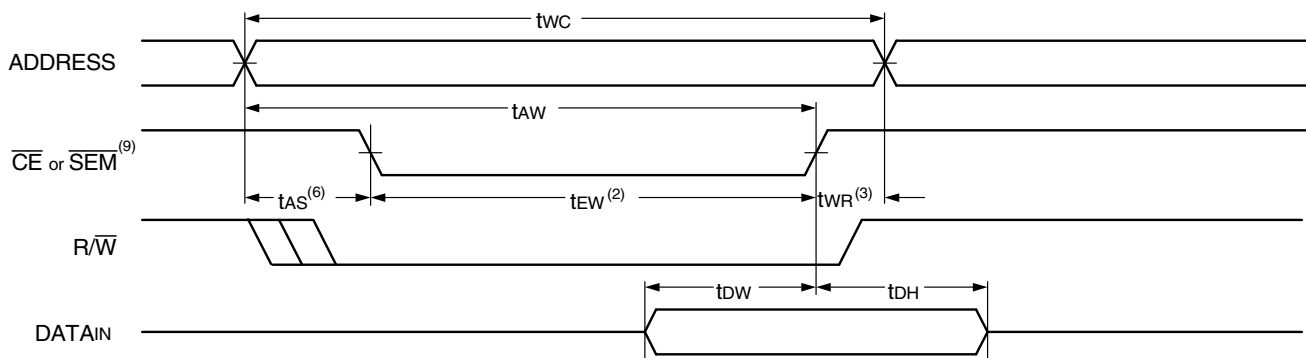 tWC
ADDRESS
tAW
CE or SEM(9)
tAS(6) tEW(2) tWR(3)
R/W
tDW tDH
DATAIN